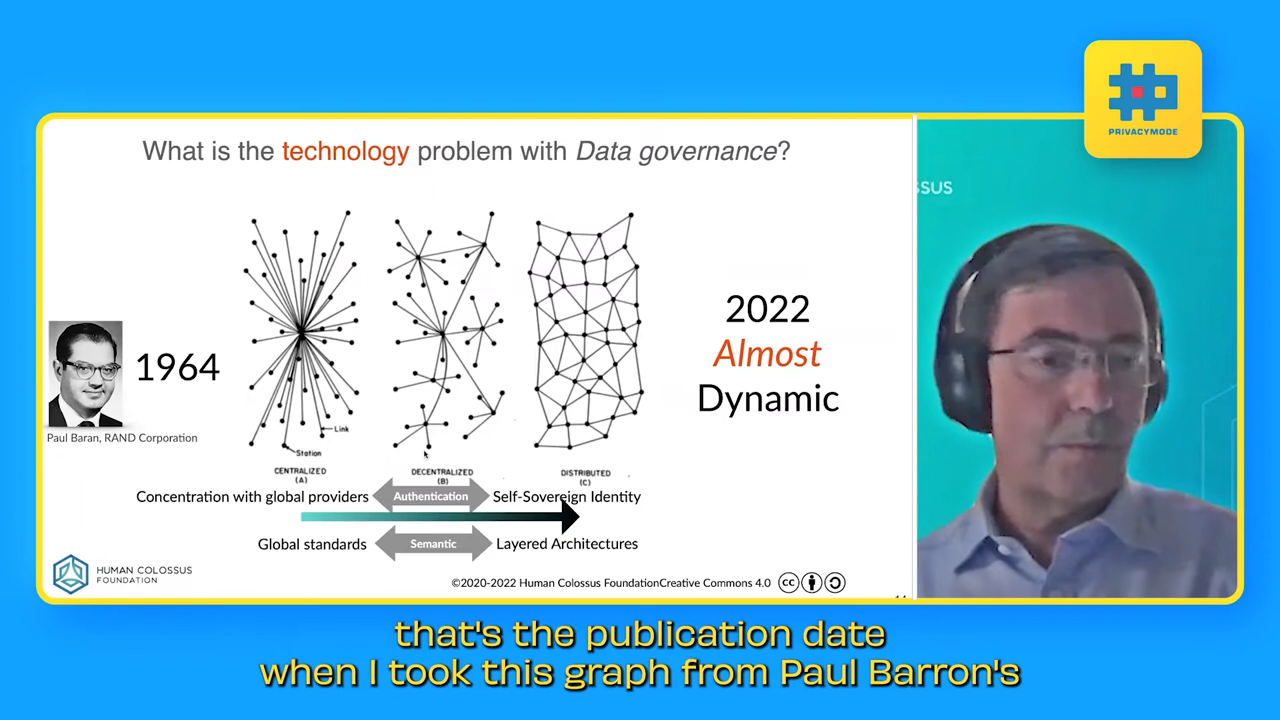 PRIVACYMODE
What is the technology problem with Data governance?
SSUS
1964
Paul Baran, RAND Corporation
Link
Station
CENTRALIZED
(A)
DECENTRALIZED
(B)
DISTRIBUTED
(C)
2022
Almost
Dynamic
Concentration with global providers Authentication Self-Sovereign Identity
Global standards Semantic Layered Architectures
HUMAN COLOSSUS
FOUNDATION
©2020-2022 Human Colossus FoundationCreative Commons 4.0 cc
that's the publication date
when I took this graph from Paul Barron's